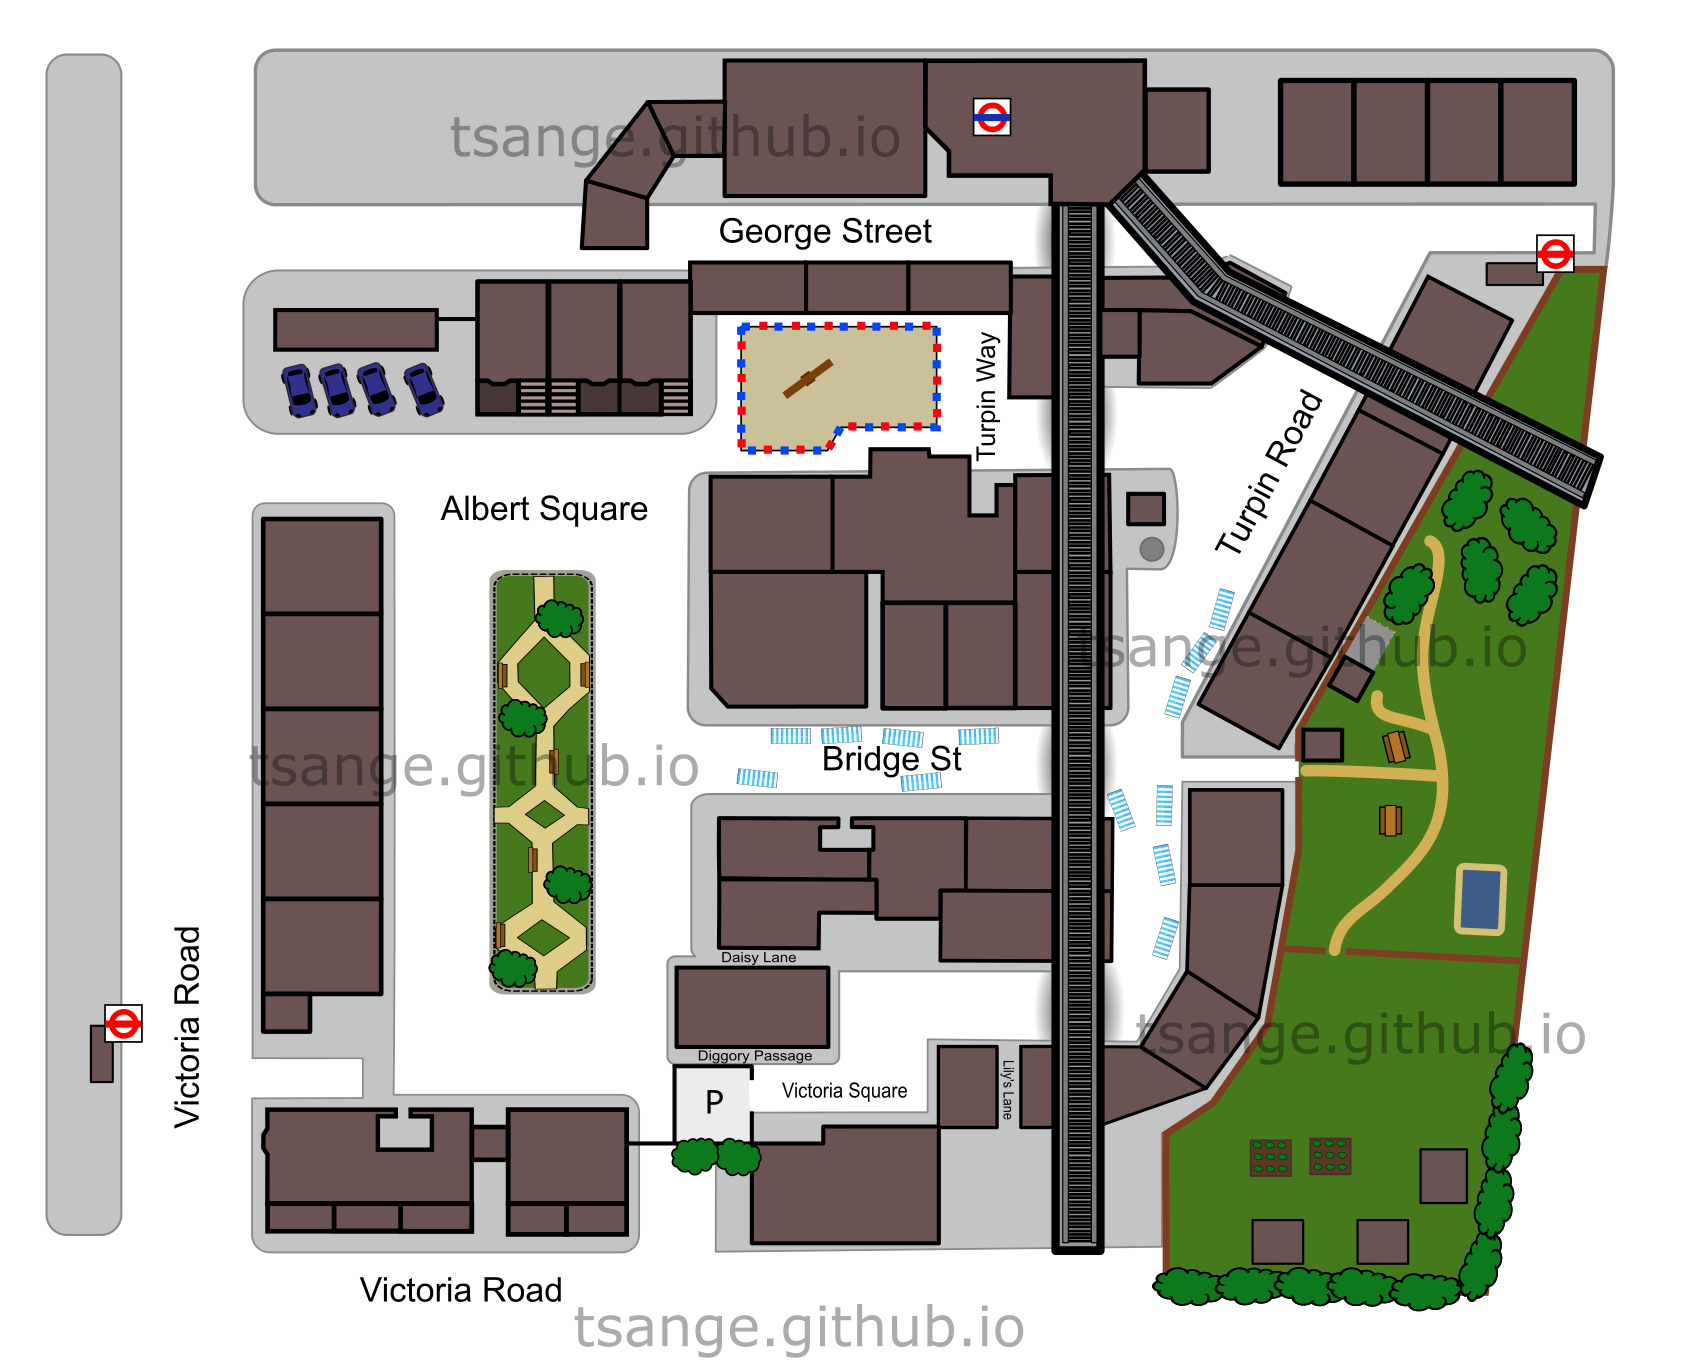 tsange.github.io
George Street
Turpin Way
Turpin Road
Albert Square
tsange.github.io
Bridge St
tsange.github.io
Victoria Road
Daisy Lane
Diggory Passage
tsange.github.io
P
Victoria Square
Lily's Lane
Victoria Road
tsange.github.io